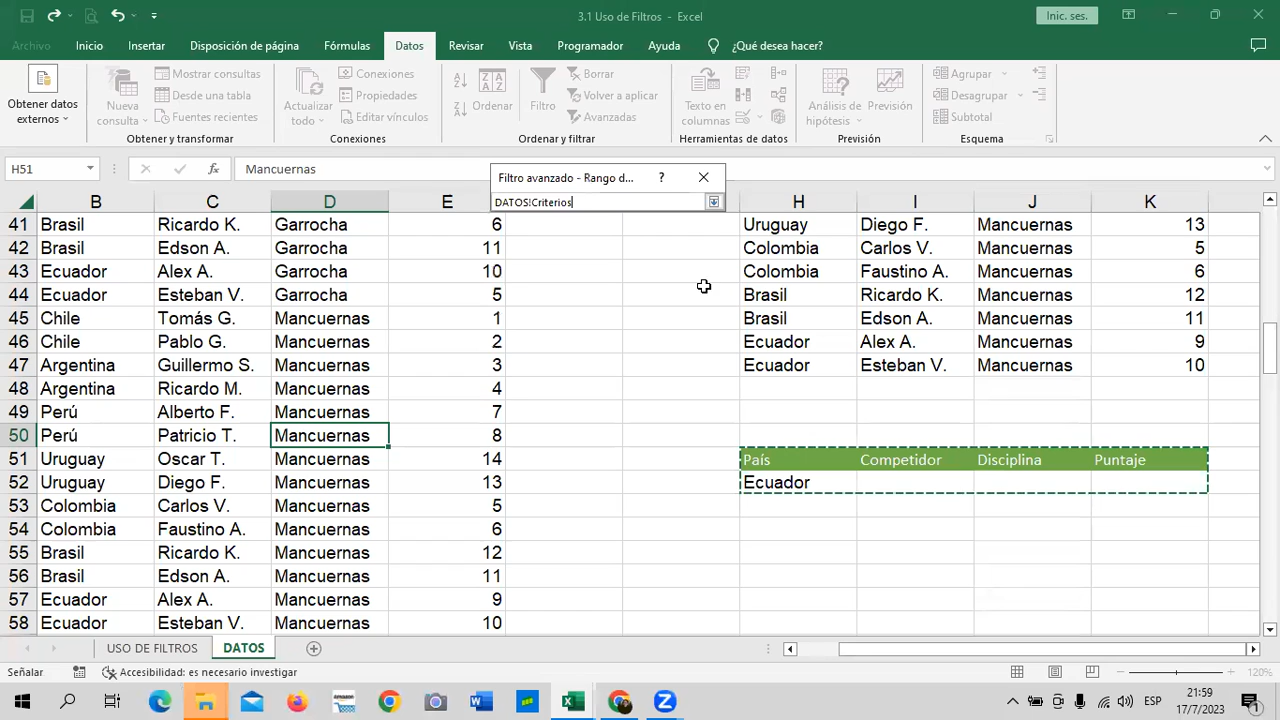 3.1 Uso de Filtros - Excel
Inic. ses.
Archivo Inicio Insertar Disposición de página Fórmulas Datos Revisar Vista Programador Ayuda ¿Qué desea hacer?
Obtener datos externos
Nueva consulta
Mostrar consultas
Desde una tabla
Fuentes recientes
Obtener y transformar
Actualizar todo
Conexiones
Propiedades
Editar vínculos
Conexiones
Ordenar
Filtro
Borrar
Volver a aplicar
Avanzadas
Ordenar y filtrar
Texto en columnas
Herramientas de datos
Análisis de hipótesis
Previsión
Previsión
Agrupar
Desagrupar
Subtotal
Esquema
H51 fx Mancuernas
Filtro avanzado - Rango d... ?
DATOS!Criterios
B C D E H I J K
41 Brasil Ricardo K. Garrocha 6 Uruguay Diego F. Mancuernas 13
42 Brasil Edson A. Garrocha 11 Colombia Carlos V. Mancuernas 5
43 Ecuador Alex A. Garrocha 10 Colombia Faustino A. Mancuernas 6
44 Ecuador Esteban V. Garrocha 5 Brasil Ricardo K. Mancuernas 12
45 Chile Tomás G. Mancuernas 1 Brasil Edson A. Mancuernas 11
46 Chile Pablo G. Mancuernas 2 Ecuador Alex A. Mancuernas 9
47 Argentina Guillermo S. Mancuernas 3 Ecuador Esteban V. Mancuernas 10
48 Argentina Ricardo M. Mancuernas 4
49 Perú Alberto F. Mancuernas 7
50 Perú Patricio T. Mancuernas 8
51 Uruguay Oscar T. Mancuernas 14 País Competidor Disciplina Puntaje
52 Uruguay Diego F. Mancuernas 13 Ecuador
53 Colombia Carlos V. Mancuernas 5
54 Colombia Faustino A. Mancuernas 6
55 Brasil Ricardo K. Mancuernas 12
56 Brasil Edson A. Mancuernas 11
57 Ecuador Alex A. Mancuernas 9
58 Ecuador Esteban V. Mancuernas 10
USO DE FILTROS DATOS
Señalar Accesibilidad: es necesario investigar 120%
ESP
21:59
17/7/2023